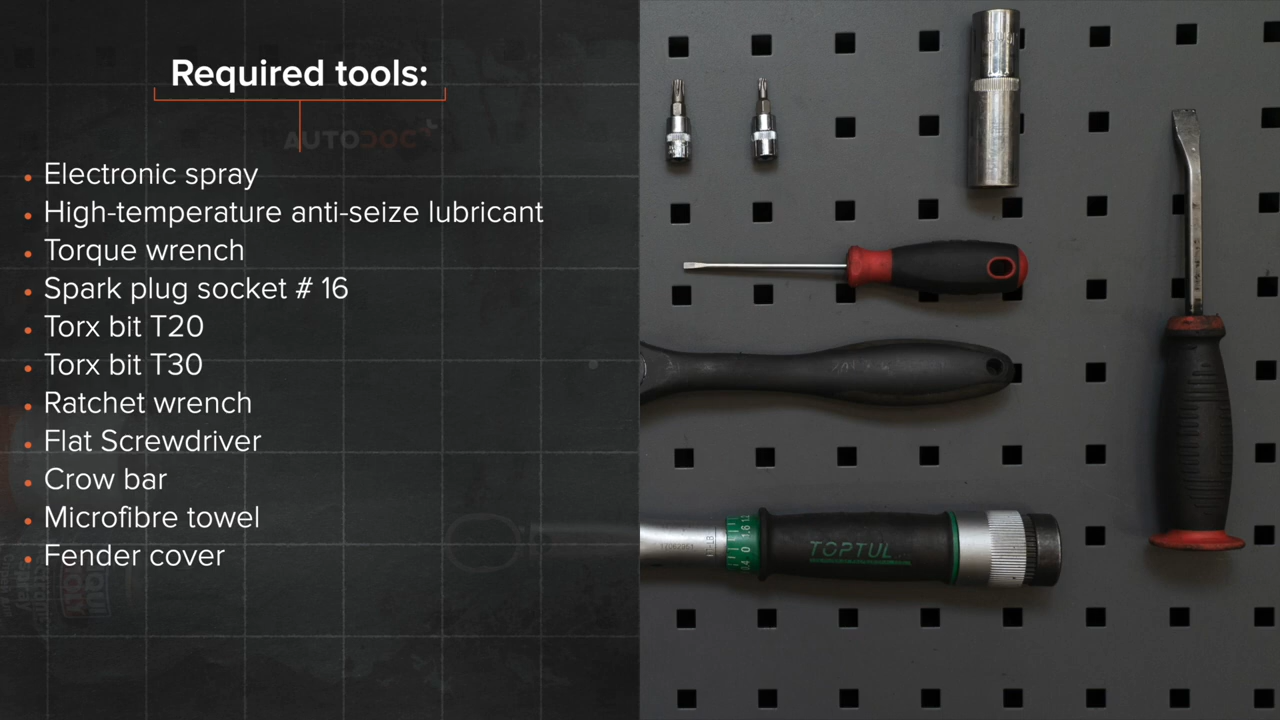 Required tools:
AUTODOC
Electronic spray
High-temperature anti-seize lubricant
Torque wrench
Spark plug socket # 16
Torx bit T20
Torx bit T30
Ratchet wrench
Flat Screwdriver
Crow bar
Microfibre towel
Fender cover
TOPTUL